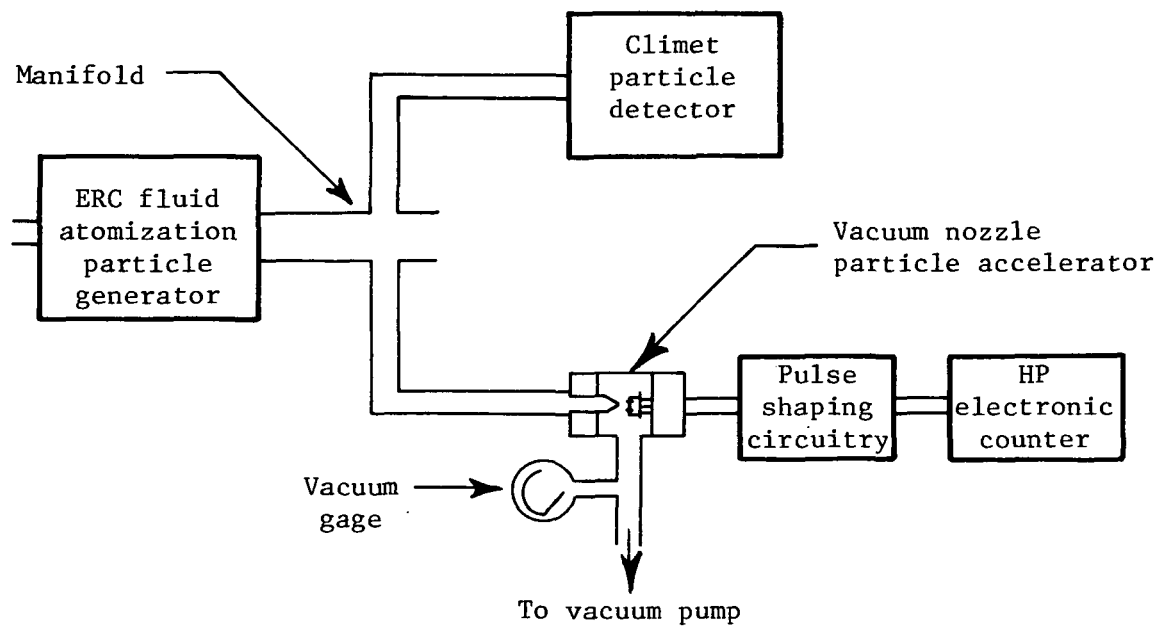 Climet
particle
detector
Manifold
ERC fluid
atomization
particle
generator
Vacuum nozzle
particle accelerator
Pulse
shaping
circuitry
HP
electronic
counter
Vacuum
gage
To vacuum pump